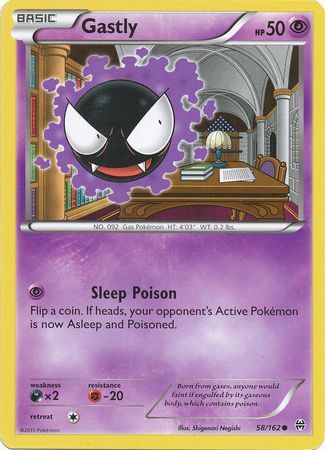 BASIC
Gastly
HP 50
NO. 092 Gas Pokémon HT: 4'03" WT: 0.2 lbs.
Sleep Poison
Flip a coin. If heads, your opponent's Active Pokémon
is now Asleep and Poisoned.
weakness
×2
resistance
-20
retreat
Born from gases, anyone would
faint if engulfed by its gaseous
body, which contains poison.
©2015 Pokémon
Illus. Shigenori Negishi
58/162